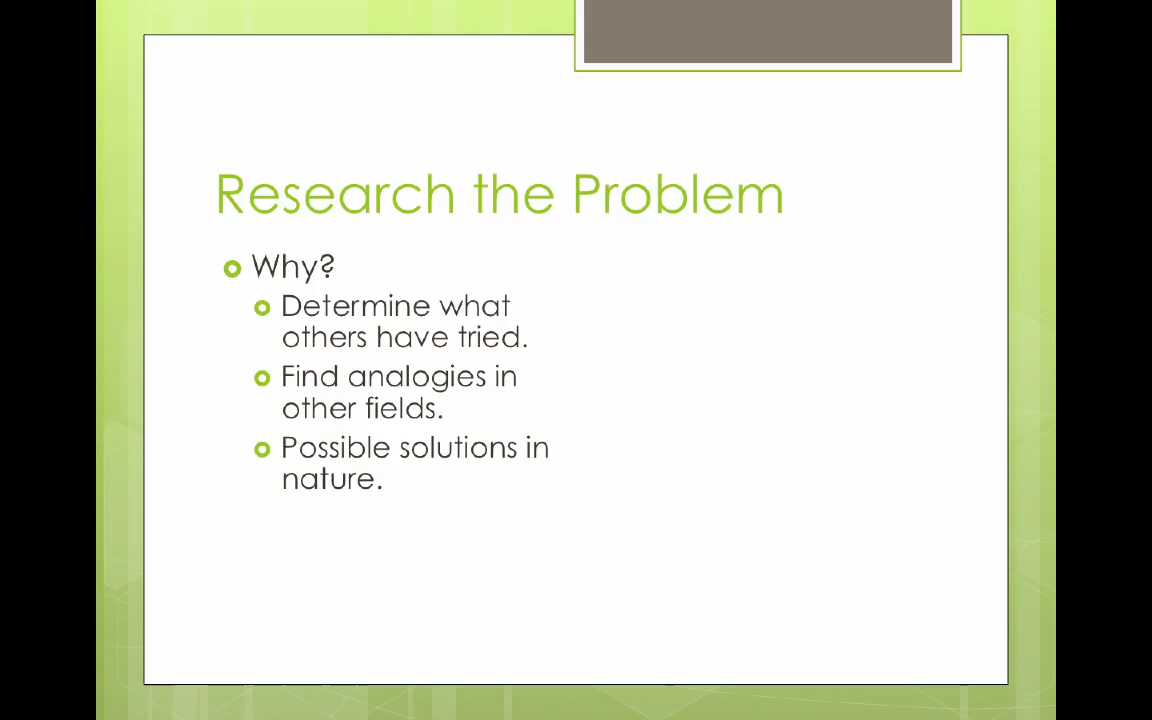 Research the Problem
Why?
Determine what
others have tried.
Find analogies in
other fields.
Possible solutions in
nature.